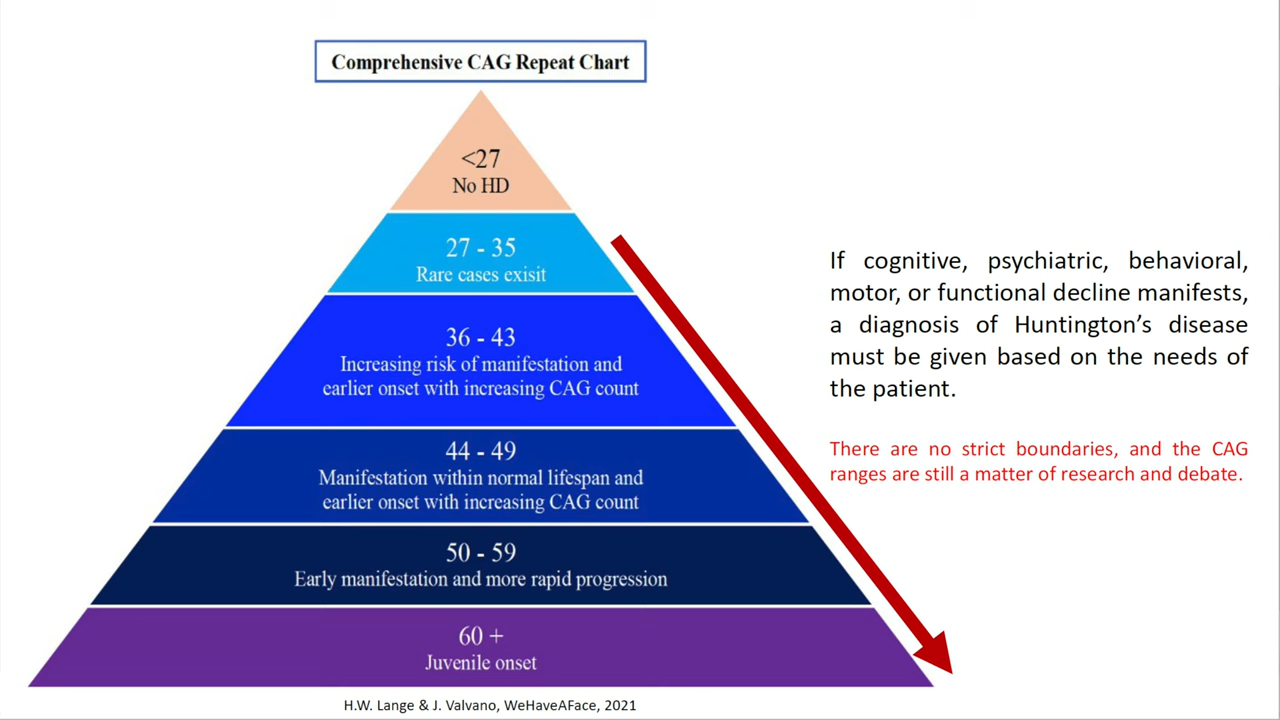 Comprehensive CAG Repeat Chart
<27
No HD
27 - 35
Rare cases exisit
36 - 43
Increasing risk of manifestation and
earlier onset with increasing CAG count
44 - 49
Manifestation within normal lifespan and
earlier onset with increasing CAG count
50 - 59
Early manifestation and more rapid progression
60 +
Juvenile onset
If cognitive, psychiatric, behavioral,
motor, or functional decline manifests,
a diagnosis of Huntington’s disease
must be given based on the needs of
the patient.
There are no strict boundaries, and the CAG
ranges are still a matter of research and debate.
H.W. Lange & J. Valvano, WeHaveAFace, 2021